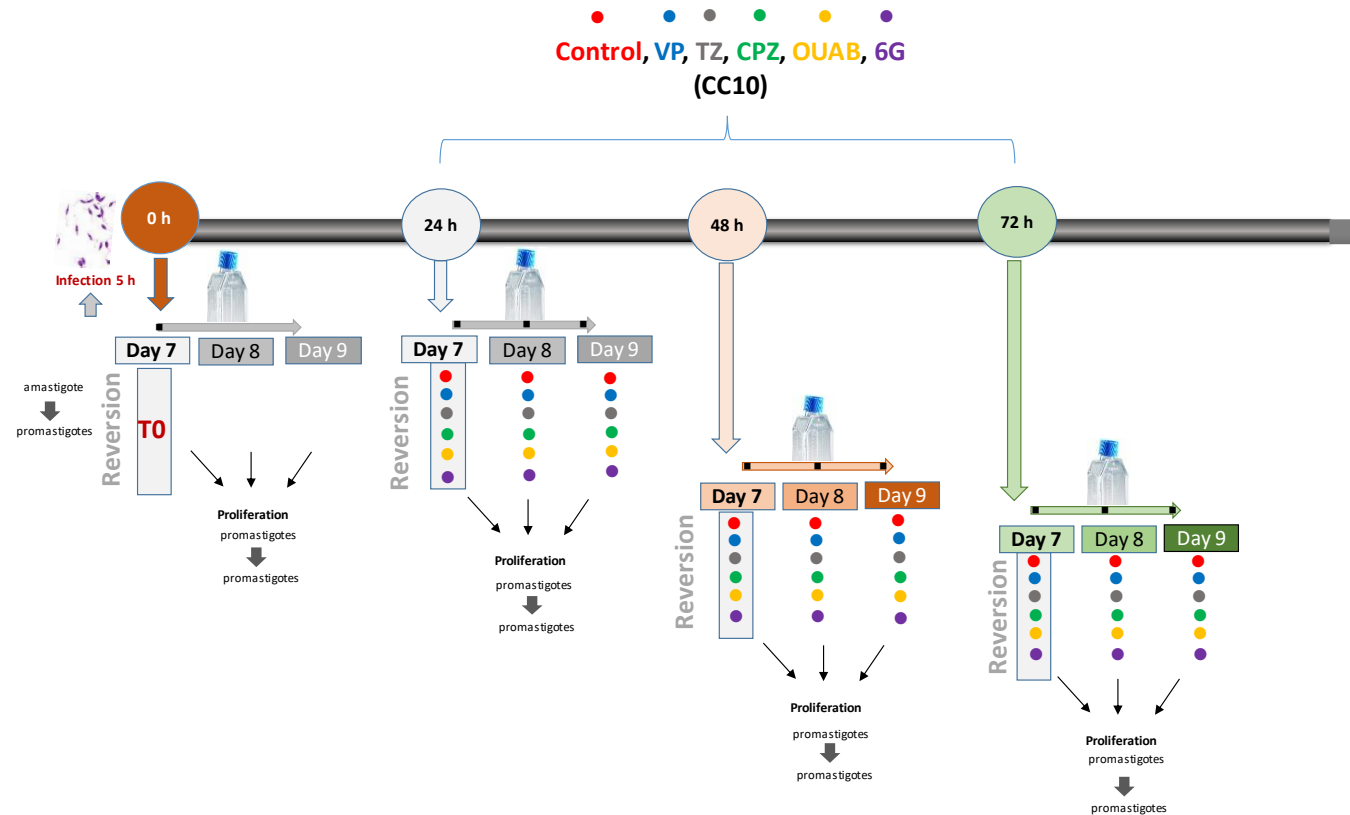 Control, VP, TZ, CPZ, OUAB, 6G
(CC10)
0 h
24 h
48 h
72 h
Infection 5 h
Day 7
Day 8
Day 9
amastigote
promastigotes
Reversion
T0
Proliferation
promastigotes
promastigotes
Day 7
Day 8
Day 9
Reversion
Proliferation
promastigotes
promastigotes
Day 7
Day 8
Day 9
Reversion
Proliferation
promastigotes
promastigotes
Day 7
Day 8
Day 9
Reversion
Proliferation
promastigotes
promastigotes